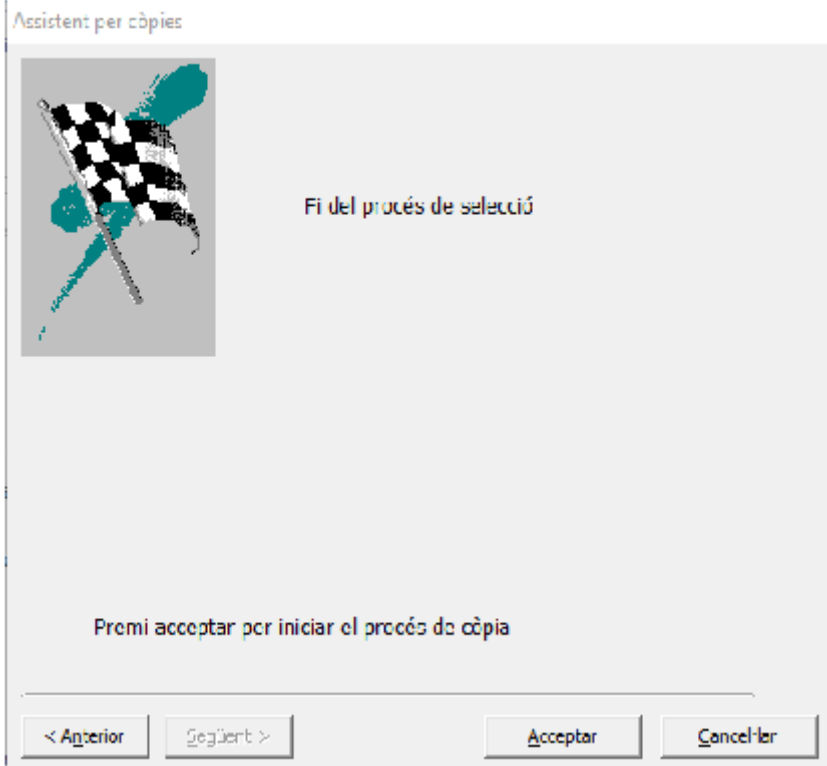 Assistent per còpies
Fi del procés de selecció
Premi acceptar per iniciar el procés de còpia
< Anterior
Següent >
Acceptar
Cancel·lar